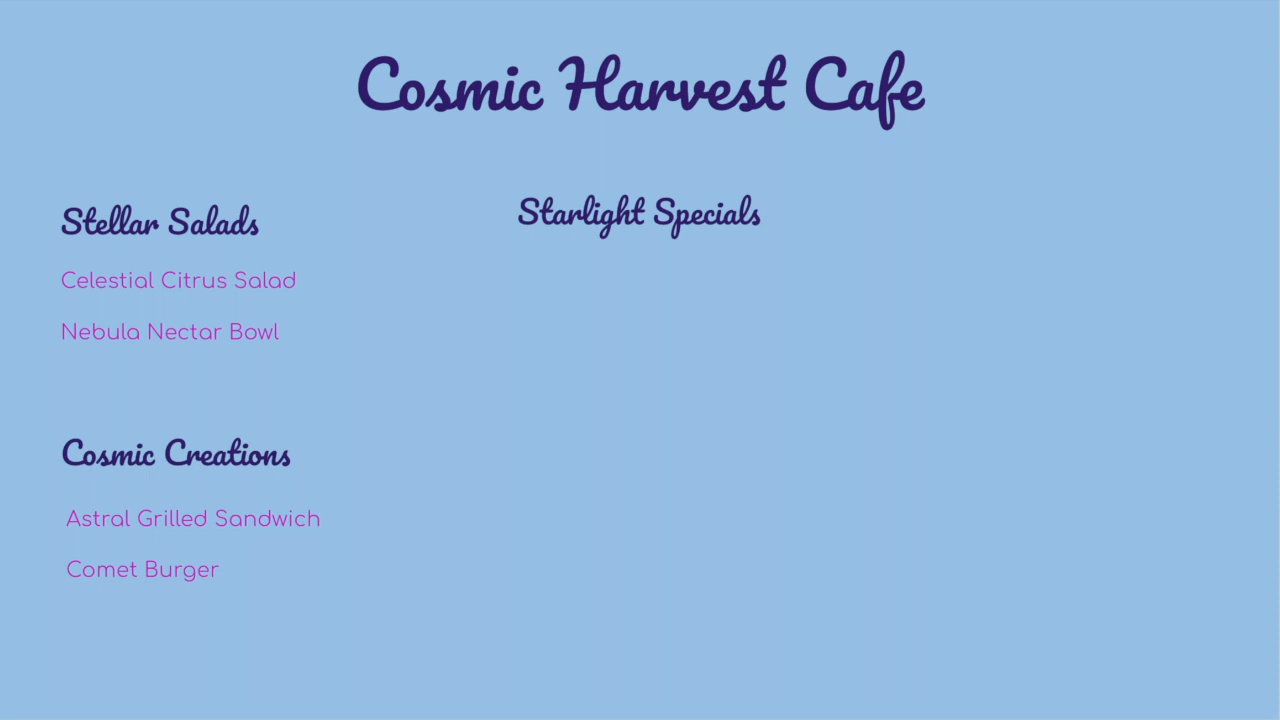 Cosmic Harvest Cafe
Stellar Salads
Celestial Citrus Salad
Nebula Nectar Bowl
Cosmic Creations
Astral Grilled Sandwich
Comet Burger
Starlight Specials